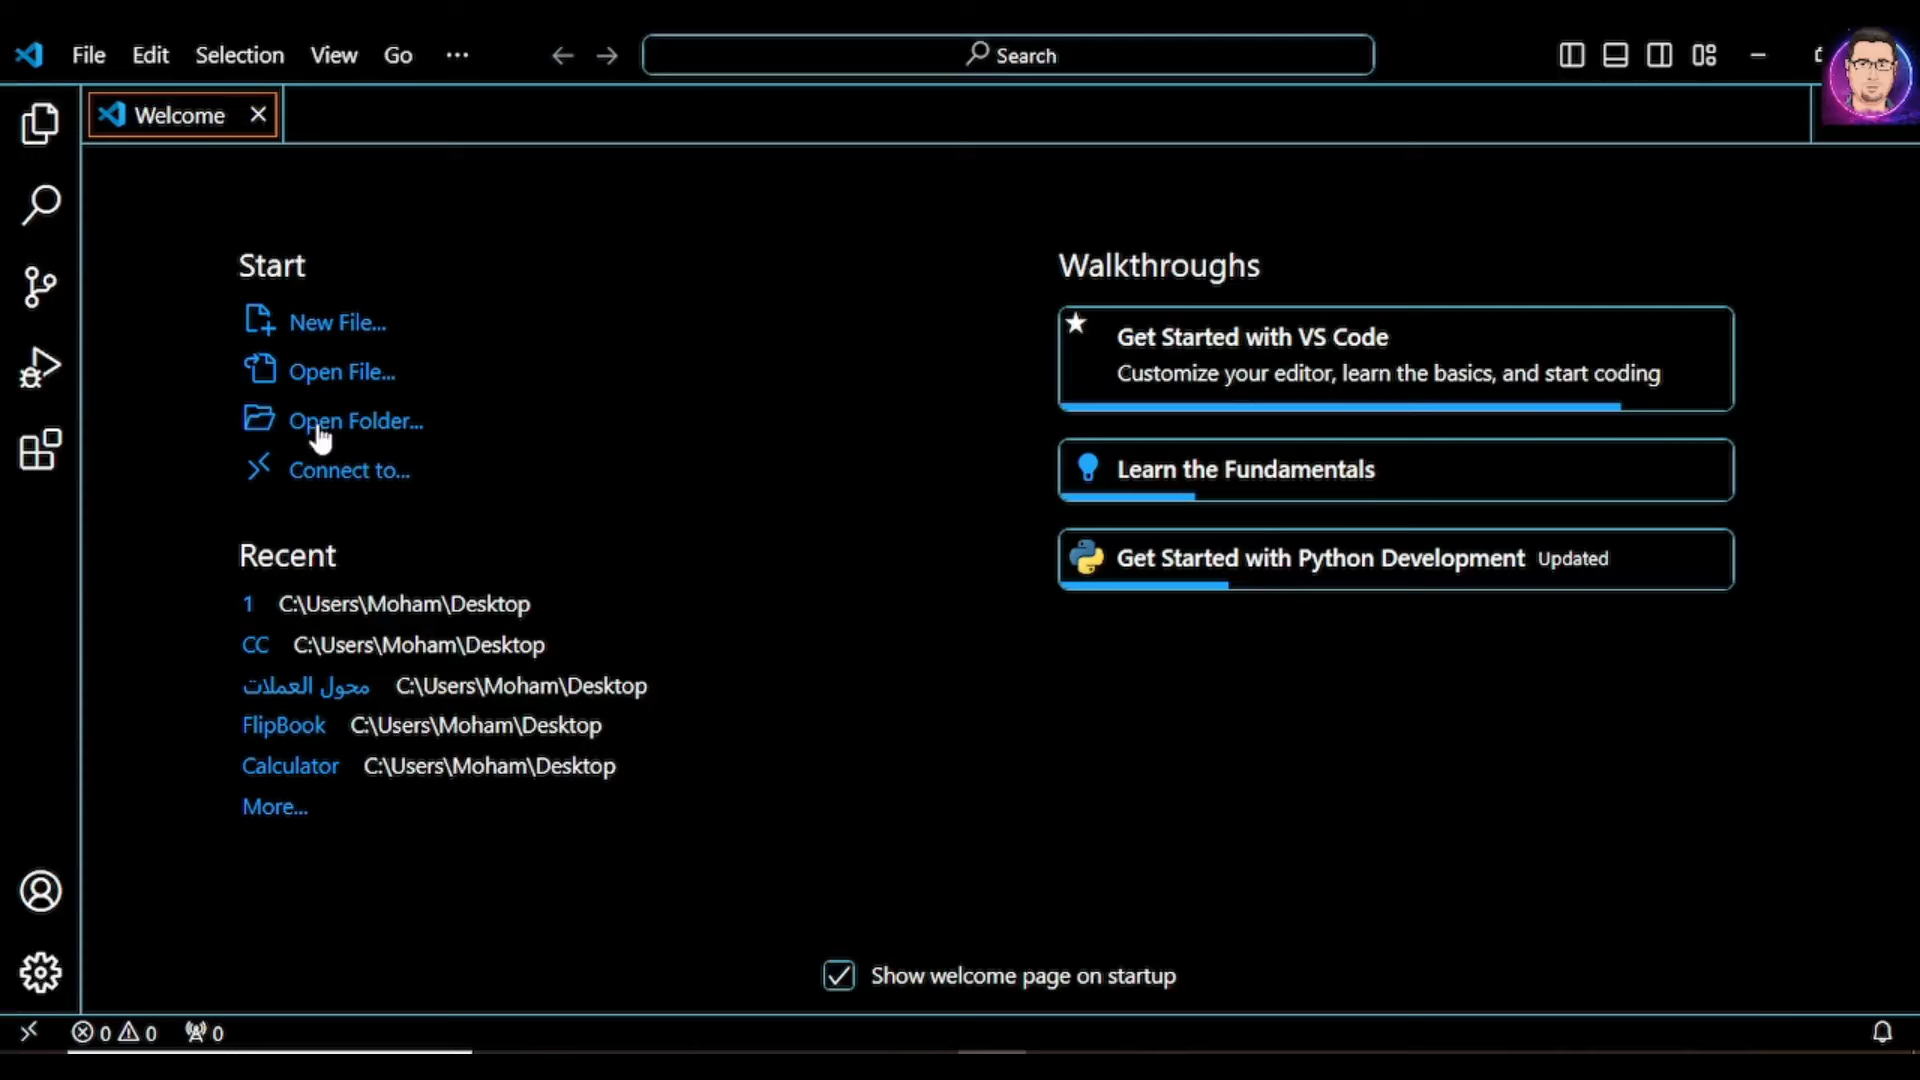 File Edit Selection View Go ···
Search
Welcome
Start
New File...
Open File...
Open Folder...
Connect to...
Recent
1 C:\Users\Moham\Desktop
CC C:\Users\Moham\Desktop
محول العملات C:\Users\Moham\Desktop
FlipBook C:\Users\Moham\Desktop
Calculator C:\Users\Moham\Desktop
More...
Walkthroughs
Get Started with VS Code
Customize your editor, learn the basics, and start coding
Learn the Fundamentals
Get Started with Python Development Updated
Show welcome page on startup
0 0 0